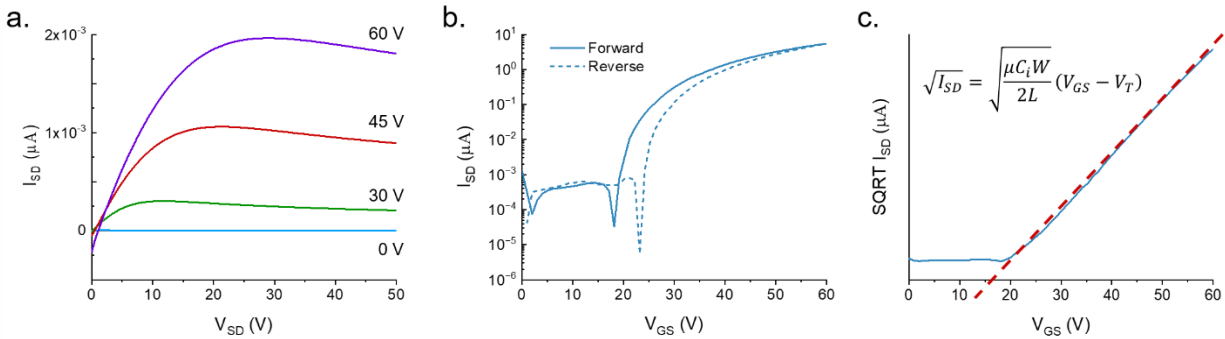 a.
I_SD (μA)
2x10⁻³
1x10⁻³
0
60 V
45 V
30 V
0 V
0 10 20 30 40 50
V_SD (V)
b.
I_SD (μA)
10¹
10⁰
10⁻¹
10⁻²
10⁻³
10⁻⁴
10⁻⁵
10⁻⁶
Forward
Reverse
0 10 20 30 40 50 60
V_GS (V)
c.
SQRT I_SD (μA)
√I_SD = √(μC_iW/2L) (V_GS − V_T)
0 10 20 30 40 50 60
V_GS (V)